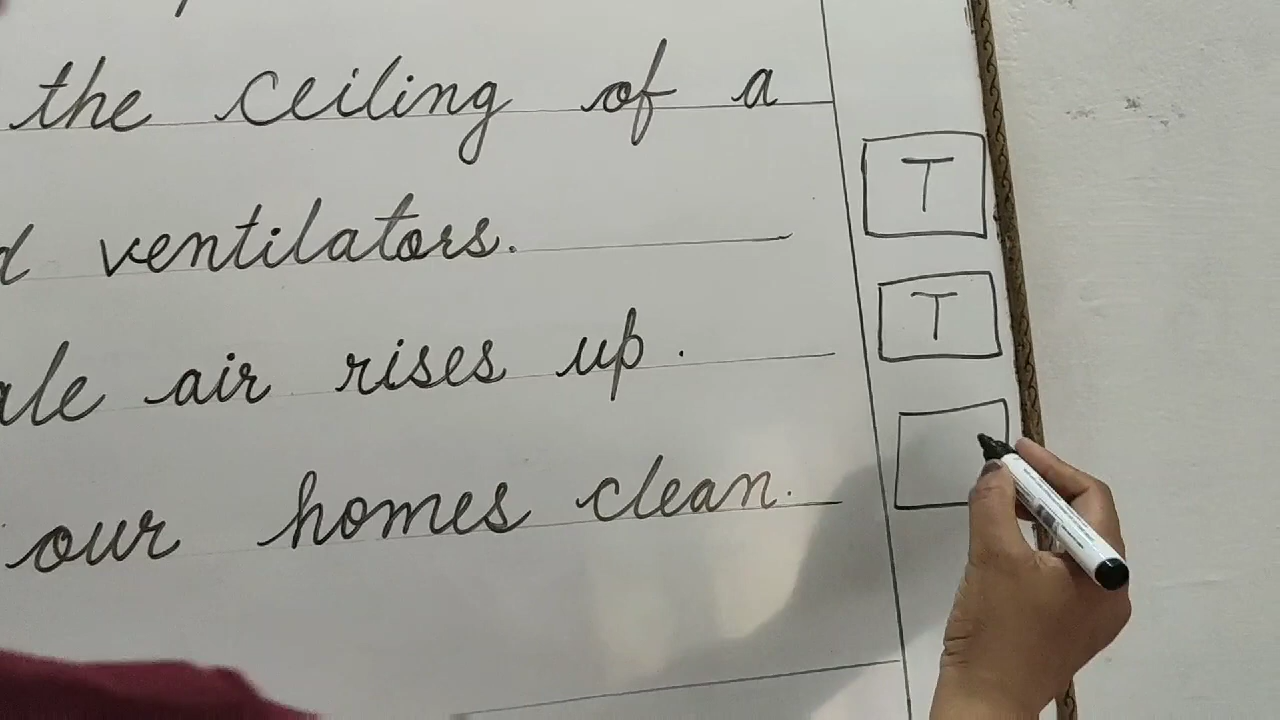 the ceiling of a
T
ventilators.
T
air rises up.
our homes clean.